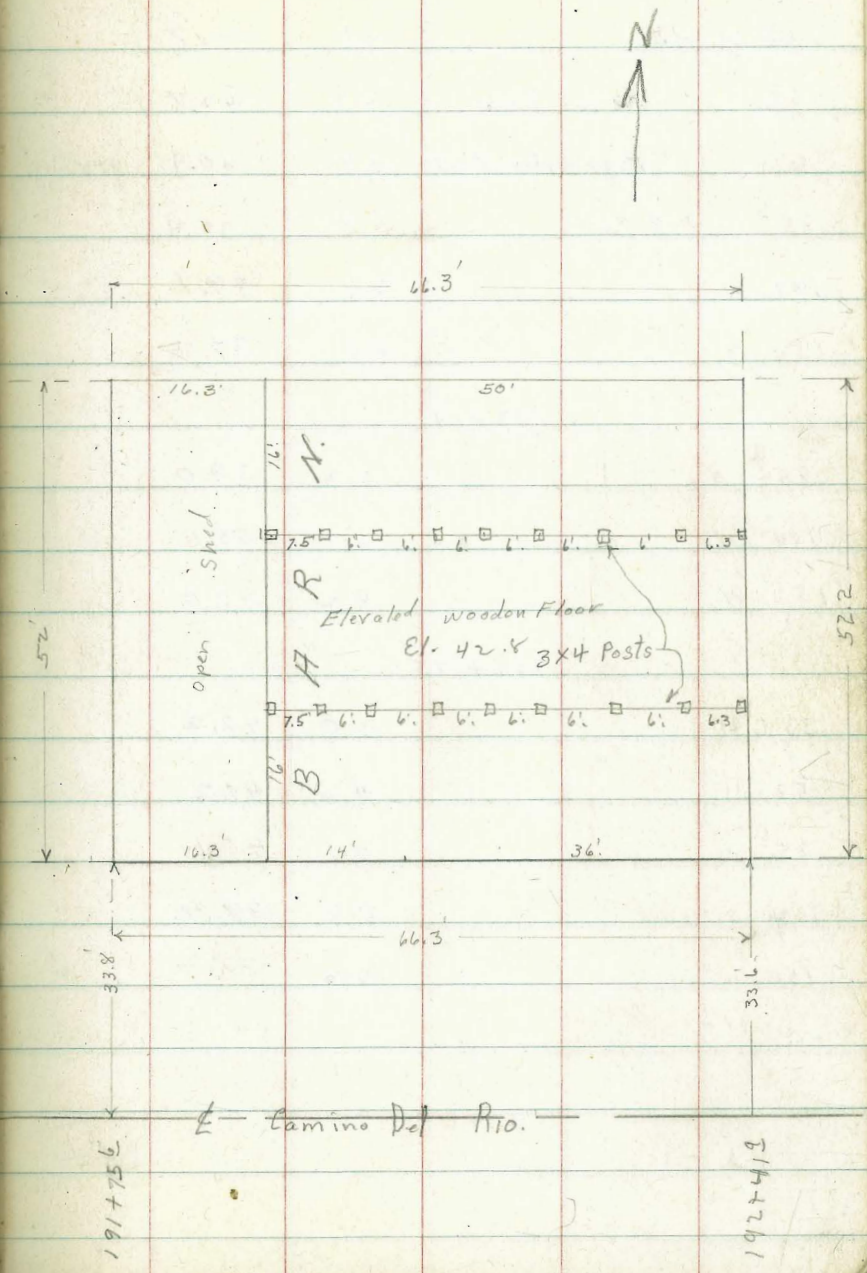 N
66.3'
16.3' 50'
16'
7.5' 6'. 6'. 6'. 6'. 6'. 6' 6.3
Open Shed.
BARN.
52'
52.2
Elevated wooden Floor
El. 42.8 3x4 Posts
7.5' 6'. 6'. 6'. 6'. 6'. 6'. 6.3
16'
16.3' 14' 36'.
66.3'
33.8'
33.6
℄ Camino Del Rio.
191+75 6
192+41 9